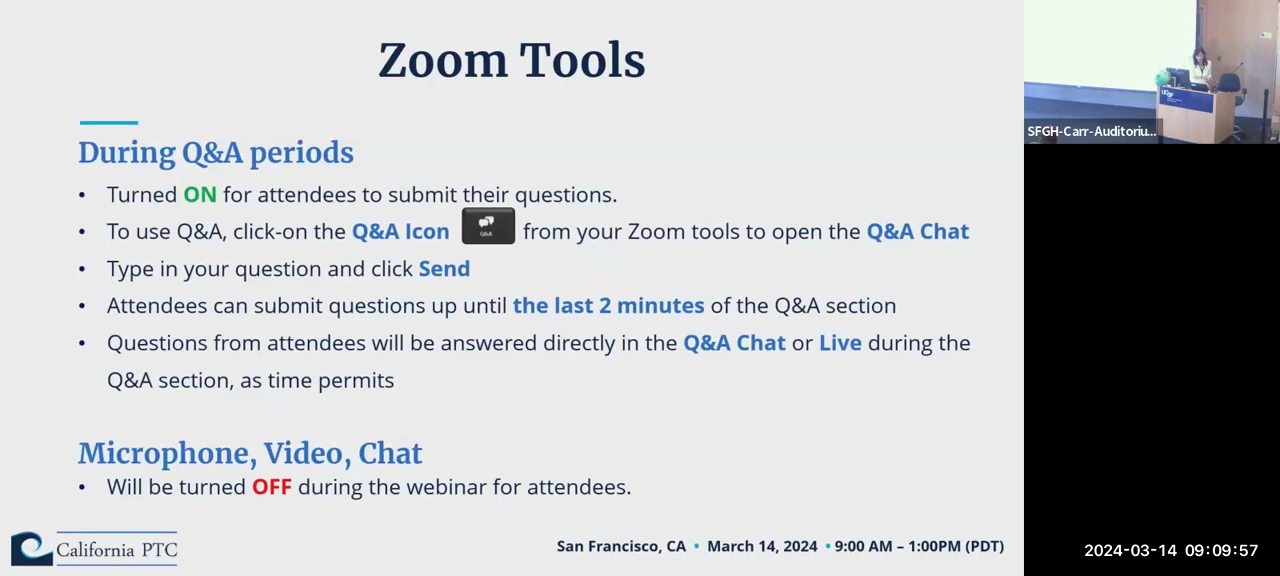 Zoom Tools
During Q&A periods
• Turned ON for attendees to submit their questions.
• To use Q&A, click-on the Q&A Icon Q&A from your Zoom tools to open the Q&A Chat
• Type in your question and click Send
• Attendees can submit questions up until the last 2 minutes of the Q&A section
• Questions from attendees will be answered directly in the Q&A Chat or Live during the
Q&A section, as time permits
Microphone, Video, Chat
• Will be turned OFF during the webinar for attendees.
California PTC
San Francisco, CA • March 14, 2024 • 9:00 AM – 1:00PM (PDT)
UCSF
SFGH-Carr-Auditoriu...
2024-03-14 09:09:57